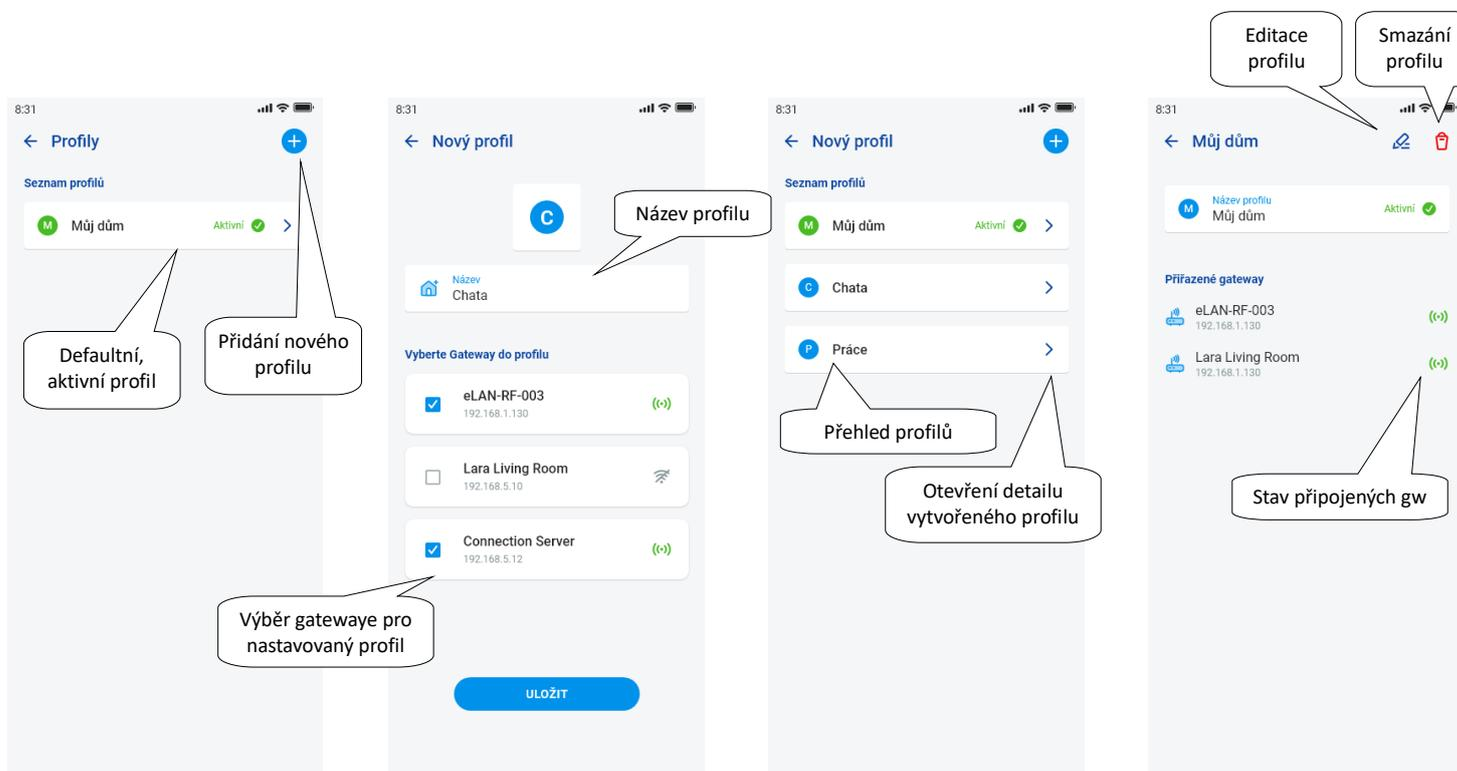 Editace
profilu
Smazání
profilu
8:31
Profily
Seznam profilů
M
Můj dům
Aktivní
Defaultní,
aktivní profil
Přidání nového
profilu
8:31
Nový profil
C
Název profilu
Název
Chata
Vyberte Gateway do profilu
eLAN-RF-003
192.168.1.130
Lara Living Room
192.168.5.10
Connection Server
192.168.5.12
Výběr gatewaye pro
nastavovaný profil
ULOŽIT
8:31
Nový profil
Seznam profilů
M
Můj dům
Aktivní
C
Chata
P
Práce
Přehled profilů
Otevření detailu
vytvořeného profilu
8:31
Můj dům
M
Název profilu
Můj dům
Aktivní
Přiřazené gateway
eLAN-RF-003
192.168.1.130
Lara Living Room
192.168.1.130
Stav připojených gw